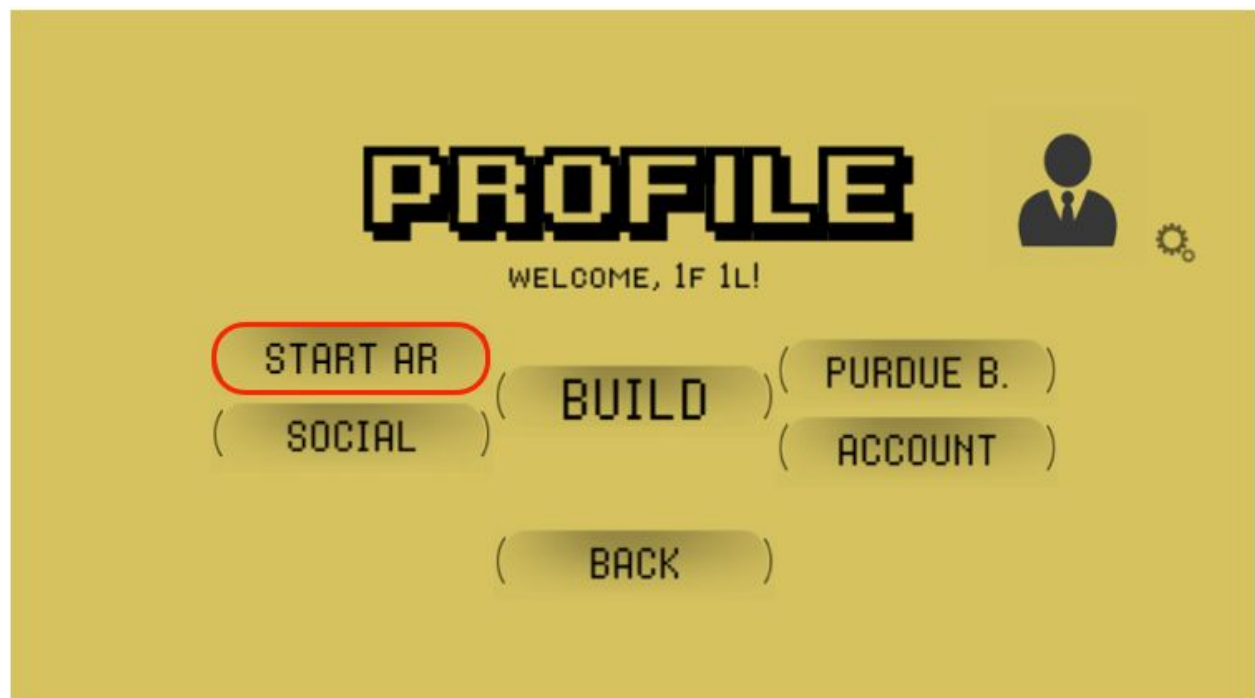 PROFILE
WELCOME, 1F 1L!
START AR
SOCIAL
BUILD
PURDUE B.
ACCOUNT
BACK